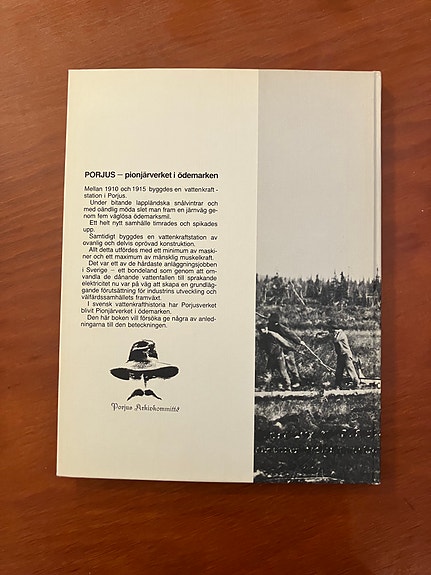 PORJUS – pionjärverket i ödemarken
Mellan 1910 och 1915 byggdes en vattenkraft -
station i Porjus.
Under bitande lappländska snålvintrar och
med oändlig möda slet man fram en järnväg ge-
nom fem väglösa ödemarksmil.
Ett helt nytt samhälle timrades och spikades
upp.
Samtidigt byggdes en vattenkraftstation av
ovanlig och delvis oprövad konstruktion.
Allt detta utfördes med ett minimum av maski-
ner och ett maximum av mänsklig muskelkraft.
Det var ett av de hårdaste anläggningsjobben
i Sverige – ett bondeland som genom att om-
vandla de dånande vattenfallen till sprakande
elektricitet nu var på väg att skapa en grundläg-
gande förutsättning för industrins utveckling och
välfärdssamhällets framväxt.
I svensk vattenkrafthistoria har Porjusverket
blivit Pionjärverket i ödemarken.
Den här boken vill försöka ge några av anled-
ningarna till den beteckningen.
Porjus Arkivkommitté